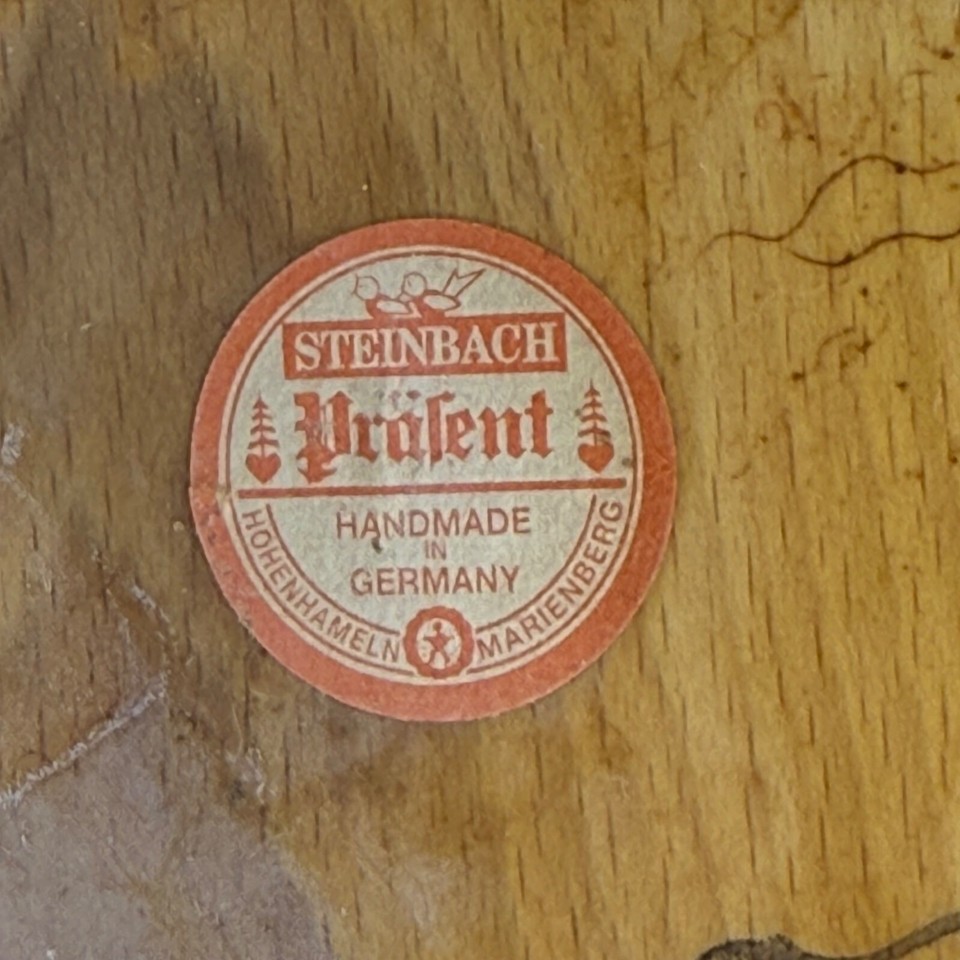 STEINBACH
Präſent
HANDMADE
IN
GERMANY
HOHENHAMELN MARIENBERG